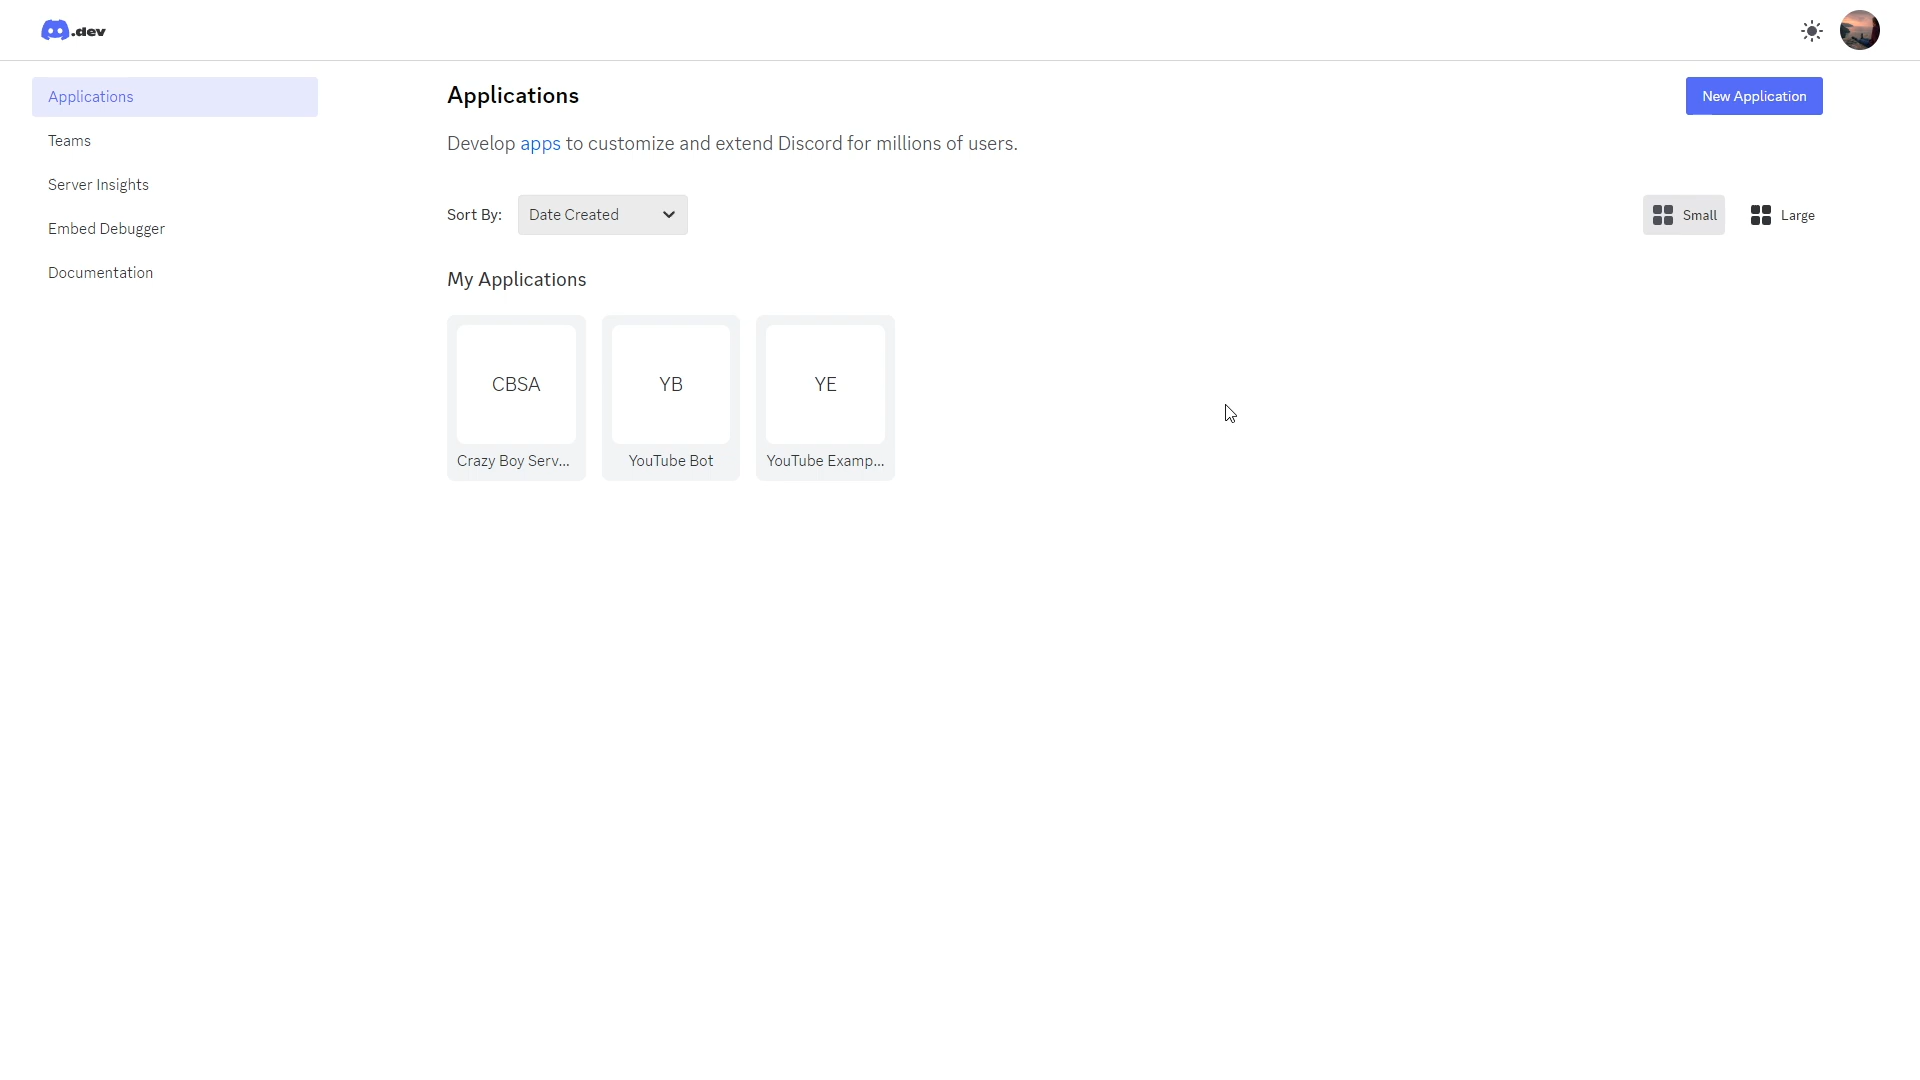 .dev
Applications
Teams
Server Insights
Embed Debugger
Documentation
Applications
New Application
Develop apps to customize and extend Discord for millions of users.
Sort By: Date Created
Small Large
My Applications
CBSA
Crazy Boy Serv...
YB
YouTube Bot
YE
YouTube Examp...